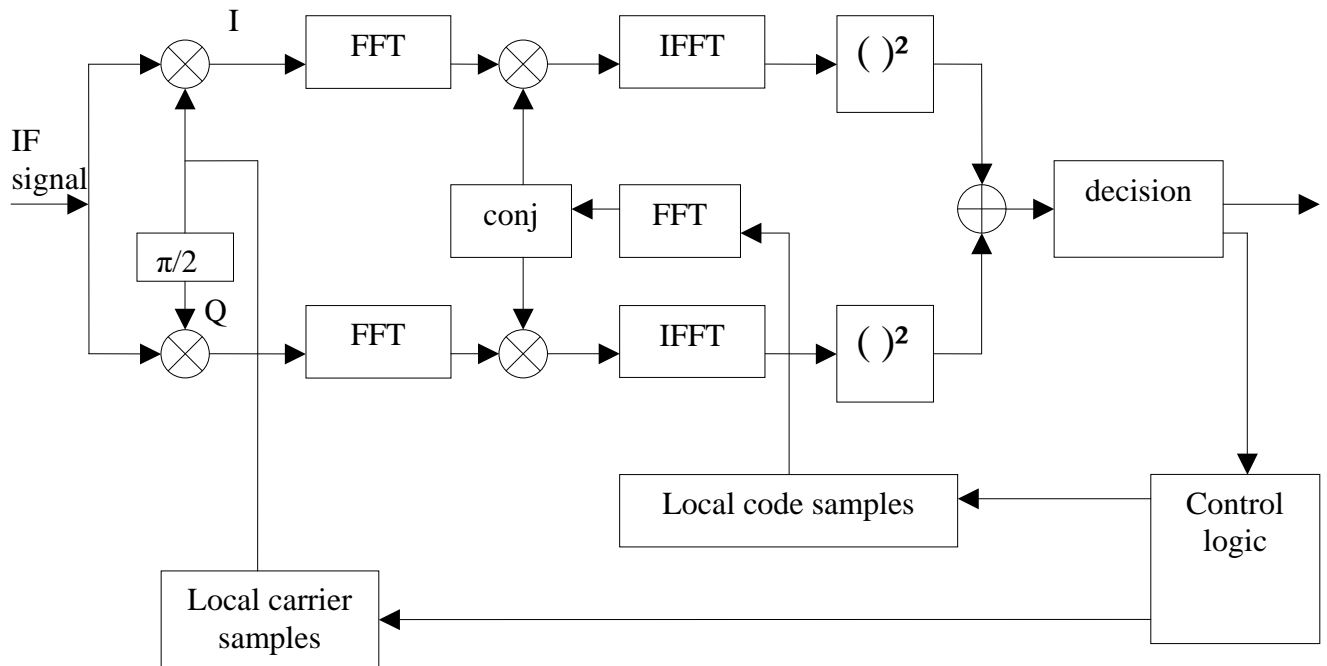 I
FFT
IFFT
( )²
IF
signal
conj
FFT
decision
π/2
Q
FFT
IFFT
( )²
Local code samples
Control
logic
Local carrier
samples